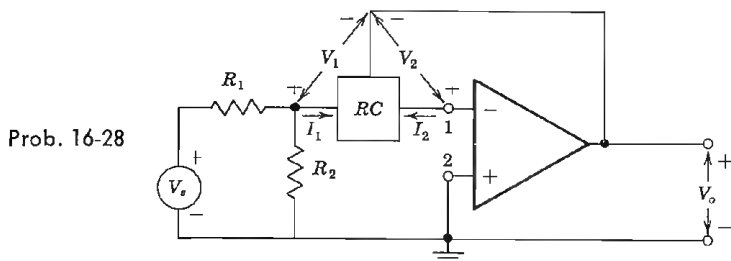 Prob. 16-28
R1
R2
Vs
+
−
+
V1
−
−
V2
+
RC
I1
I2
1
2
−
+
+
Vo
−